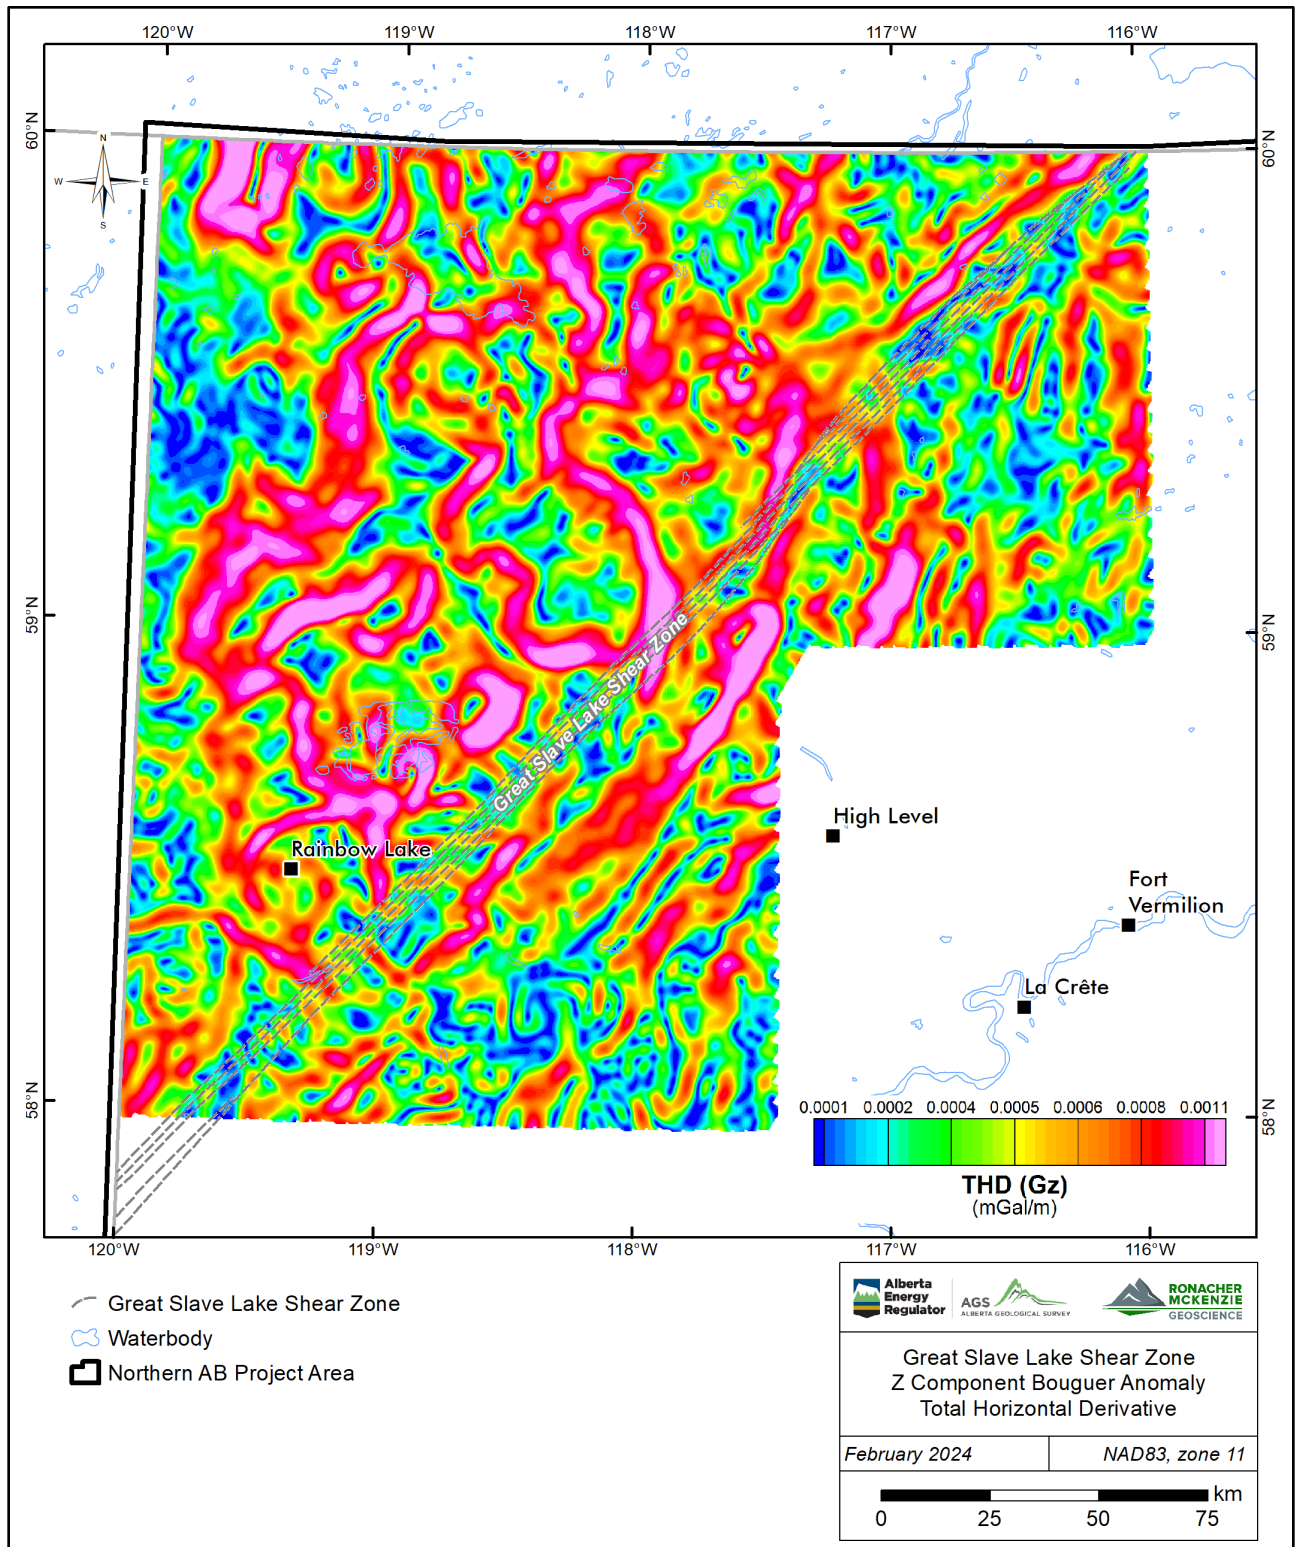 120°W 119°W 118°W 117°W 116°W
60°N
60°N
N
W E
S
59°N
59°N
Great Slave Lake Shear Zone
Rainbow Lake
High Level
Fort
Vermilion
La Crête
58°N
58°N
0.0001 0.0002 0.0004 0.0005 0.0006 0.0008 0.0011
THD (Gz)
(mGal/m)
120°W 119°W 118°W 117°W 116°W
Great Slave Lake Shear Zone
Waterbody
Northern AB Project Area
Alberta
Energy
Regulator
AGS
ALBERTA GEOLOGICAL SURVEY
RONACHER
MCKENZIE
GEOSCIENCE
Great Slave Lake Shear Zone
Z Component Bouguer Anomaly
Total Horizontal Derivative
February 2024 NAD83, zone 11
km
0 25 50 75